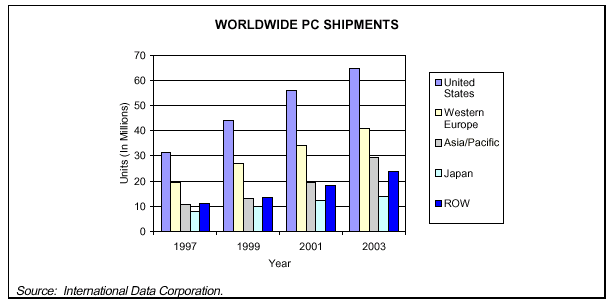 WORLDWIDE PC SHIPMENTS
70
60
50
40
30
20
10
0
Units (In Millions)
1997 1999 2001 2003
Year
United
States
Western
Europe
Asia/Pacific
Japan
ROW
Source: International Data Corporation.